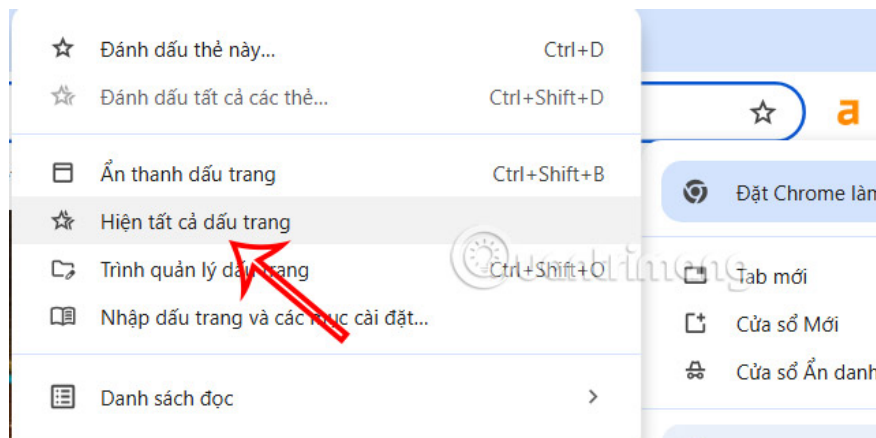 Đánh dấu thẻ này... Ctrl+D
Đánh dấu tất cả các thẻ... Ctrl+Shift+D
a
Ẩn thanh dấu trang Ctrl+Shift+B
Đặt Chrome làm
Hiện tất cả dấu trang
Trình quản lý dấu trang Ctrl+Shift+O
Quantrimang
Tab mới
Nhập dấu trang và các mục cài đặt...
Cửa sổ Mới
Cửa sổ Ẩn danh
Danh sách đọc